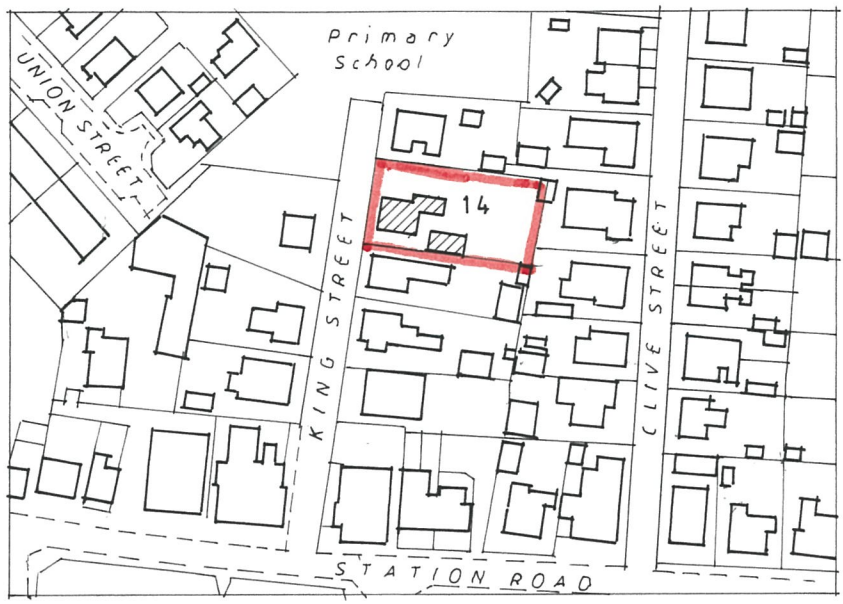 Primary
School
UNION STREET
14
KING STREET
CLIVE STREET
STATION ROAD